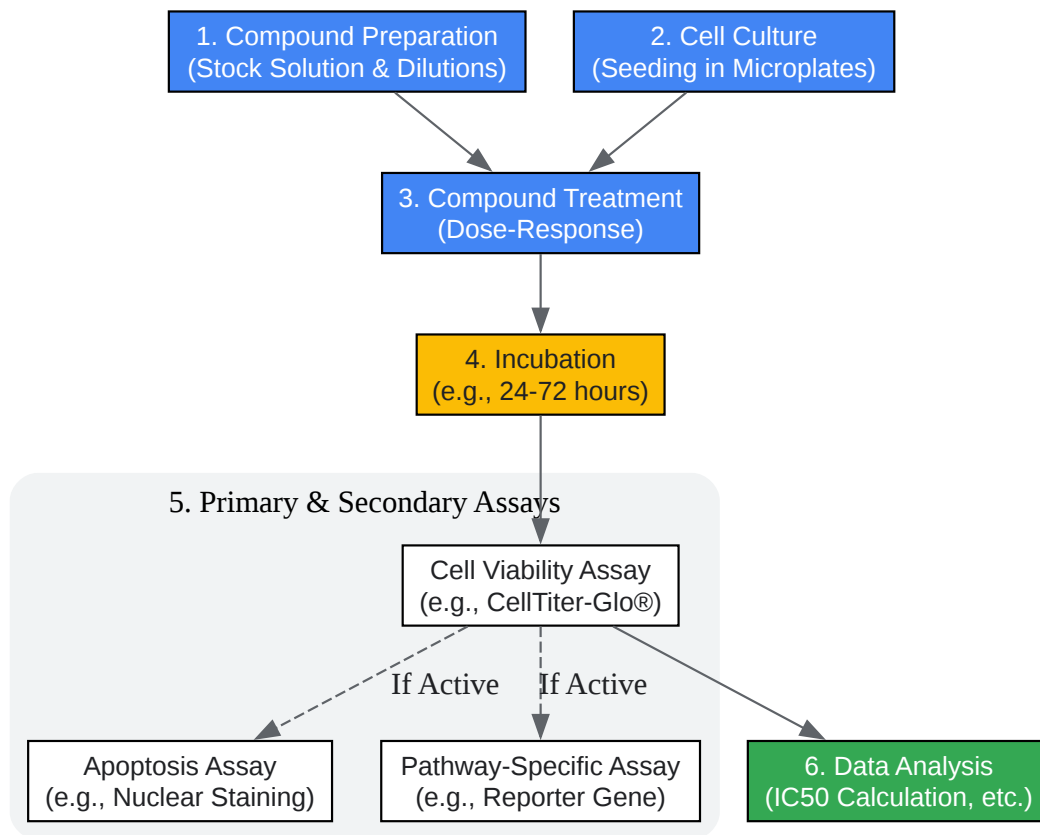 1. Compound Preparation
(Stock Solution & Dilutions)
2. Cell Culture
(Seeding in Microplates)
3. Compound Treatment
(Dose-Response)
4. Incubation
(e.g., 24-72 hours)
5. Primary & Secondary Assays
Cell Viability Assay
(e.g., CellTiter-Glo®)
If Active
If Active
Apoptosis Assay
(e.g., Nuclear Staining)
Pathway-Specific Assay
(e.g., Reporter Gene)
6. Data Analysis
(IC50 Calculation, etc.)